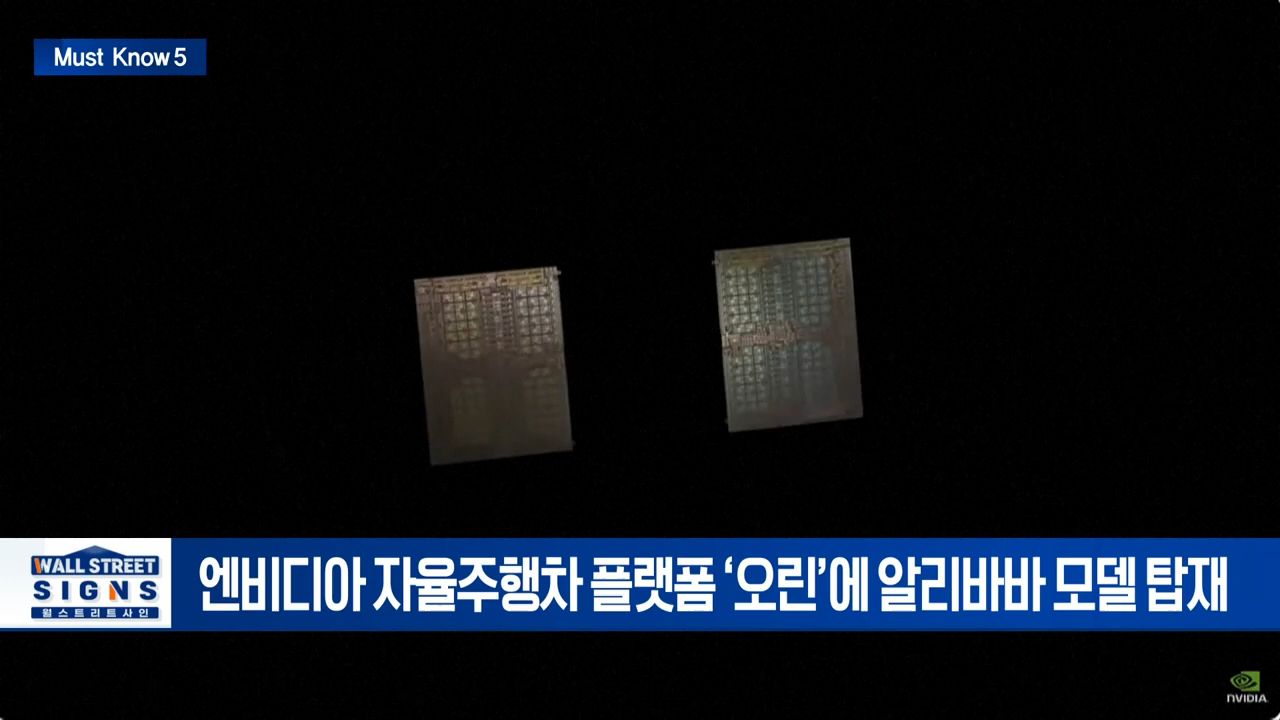 Must Know 5
WALL STREET
SIGNS
월스트리트사인
엔비디아 자율주행차 플랫폼 ‘오린’에 알리바바 모델 탑재
NVIDIA